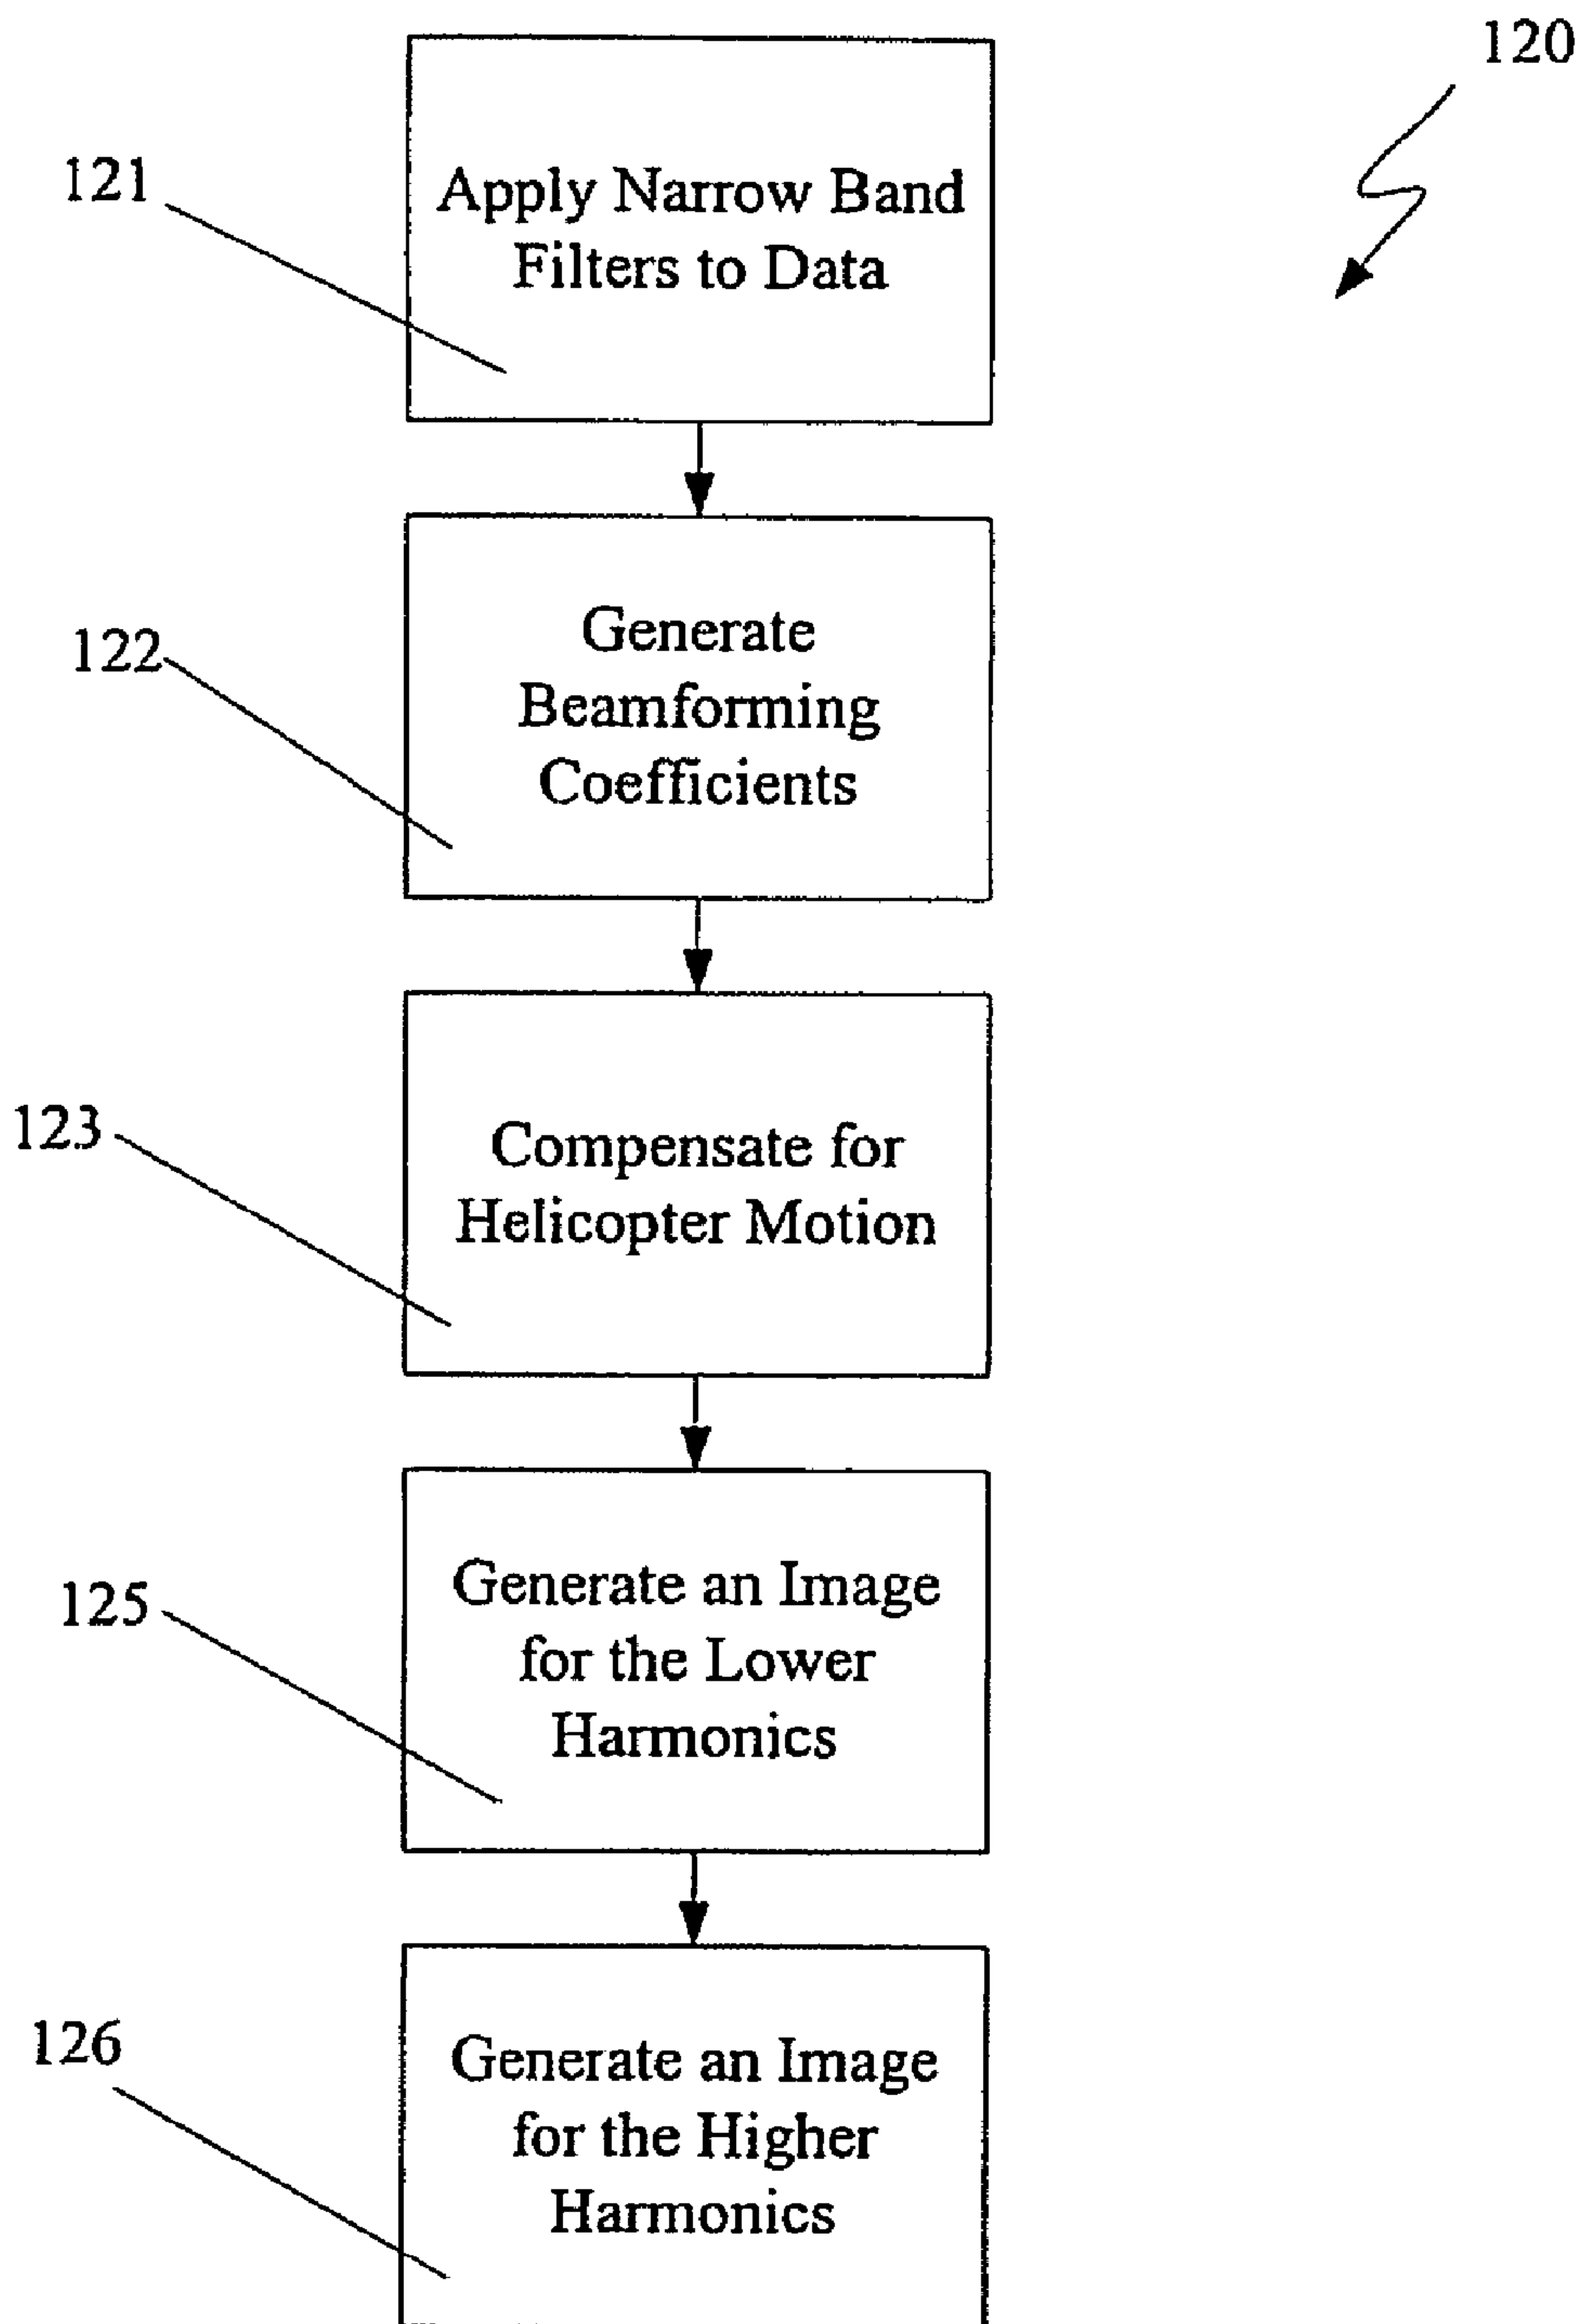 120
121
Apply Narrow Band
Filters to Data
122
Generate
Beamforming
Coefficients
123
Compensate for
Helicopter Motion
125
Generate an Image
for the Lower
Harmonics
126
Generate an Image
for the Higher
Harmonics